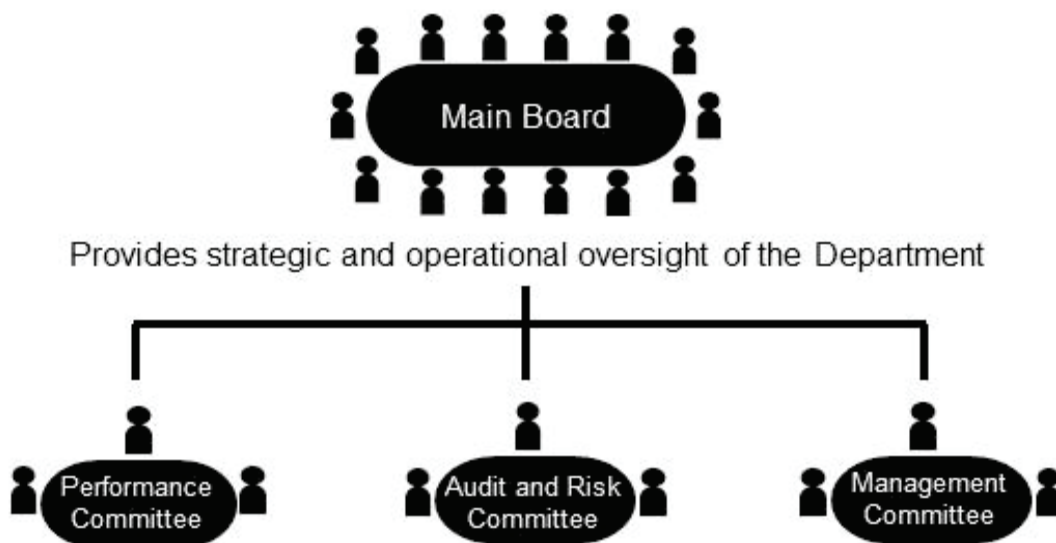 Main Board
Provides strategic and operational oversight of the Department
Performance
Committee
Audit and Risk
Committee
Management
Committee